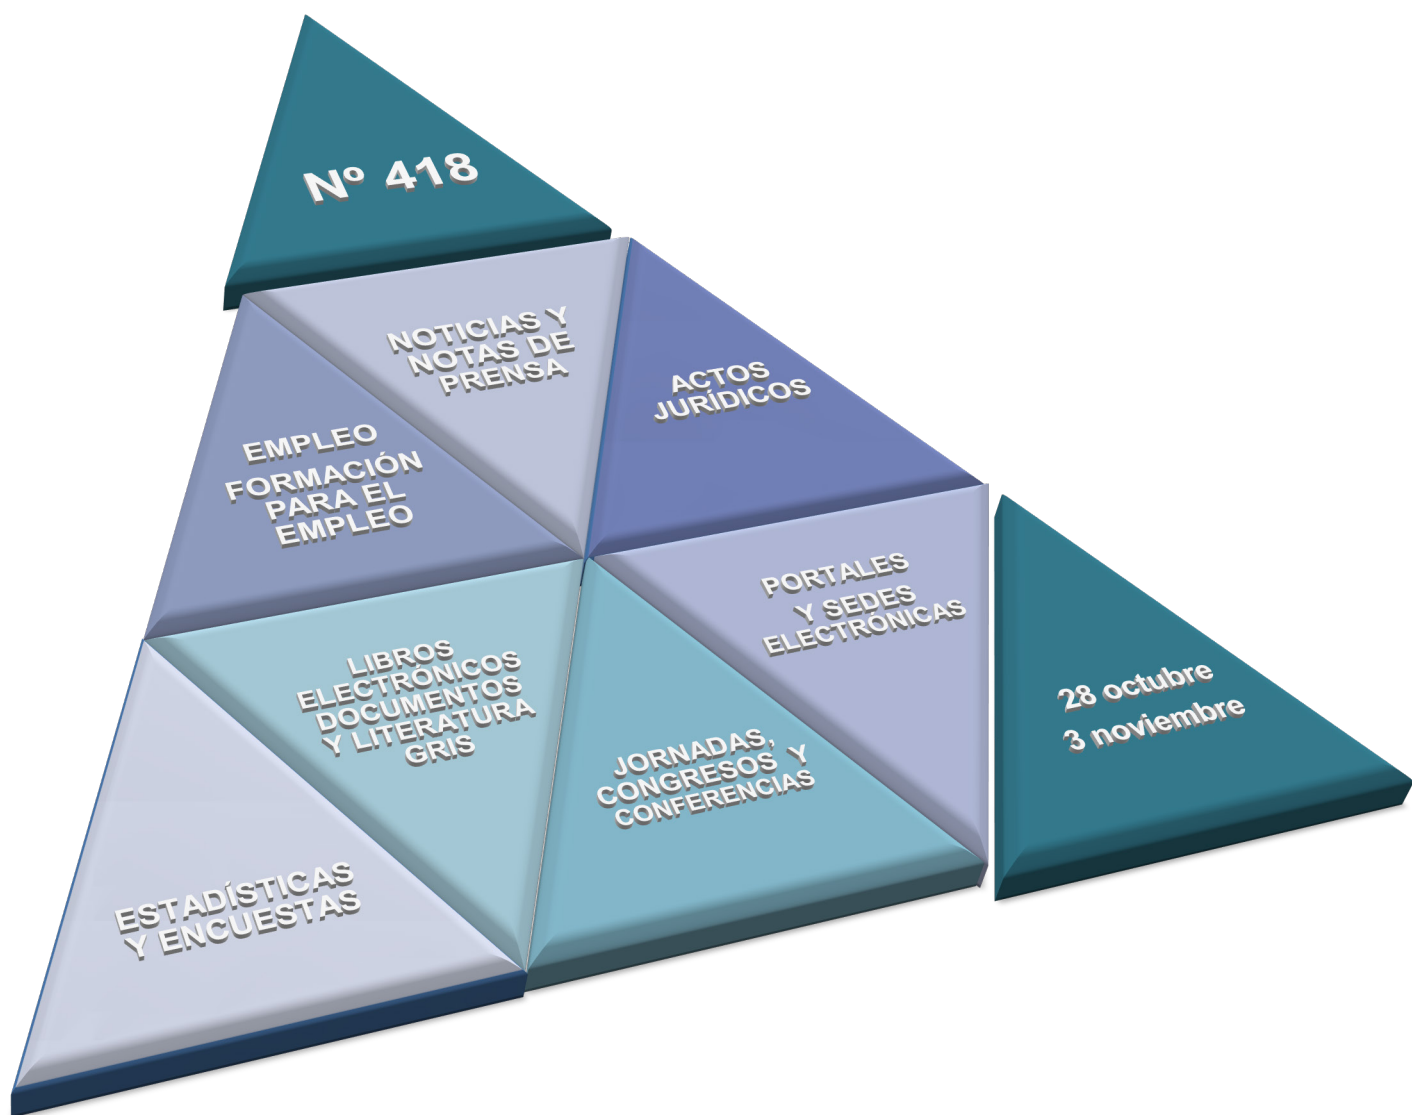 Nº 418
NOTICIAS Y
NOTAS DE
PRENSA
ACTOS
JURÍDICOS
EMPLEO
FORMACIÓN
PARA EL
EMPLEO
PORTALES
Y SEDES
ELECTRÓNICAS
LIBROS
ELECTRÓNICOS
DOCUMENTOS
Y LITERATURA
GRIS
JORNADAS,
CONGRESOS Y
CONFERENCIAS
28 octubre
3 noviembre
ESTADÍSTICAS
Y ENCUESTAS